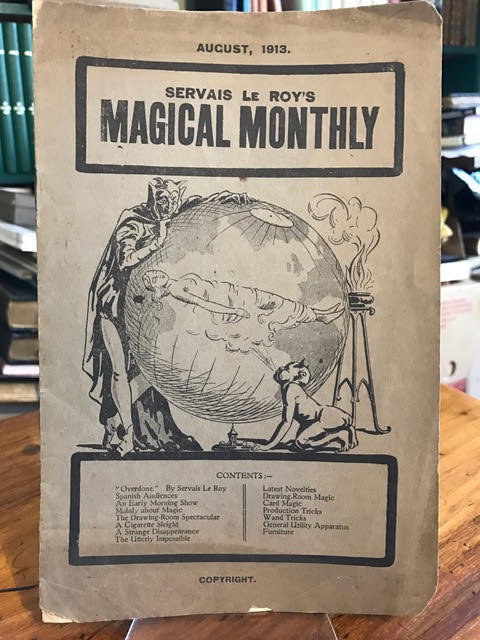 AUGUST, 1913.
SERVAIS LE ROY'S
MAGICAL MONTHLY
CONTENTS:—
"Overdone." By Servais Le Roy
Spanish Audiences
An Early Morning Show
Mainly about Magic
The Drawing-Room Spectacular
A Cigarette Sleight
A Strange Disappearance
The Utterly Impossible
Latest Novelties
Drawing-Room Magic
Card Magic
Production Tricks
Wand Tricks
General Utility Apparatus
Furniture
COPYRIGHT.